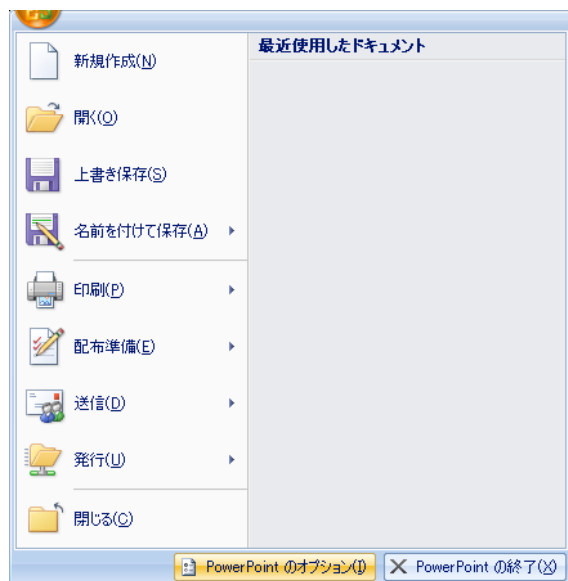 最近使用したドキュメント
新規作成(N)
開く(O)
上書き保存(S)
名前を付けて保存(A)
印刷(P)
配布準備(E)
送信(D)
発行(U)
閉じる(C)
PowerPoint のオプション(I) PowerPoint の終了(X)